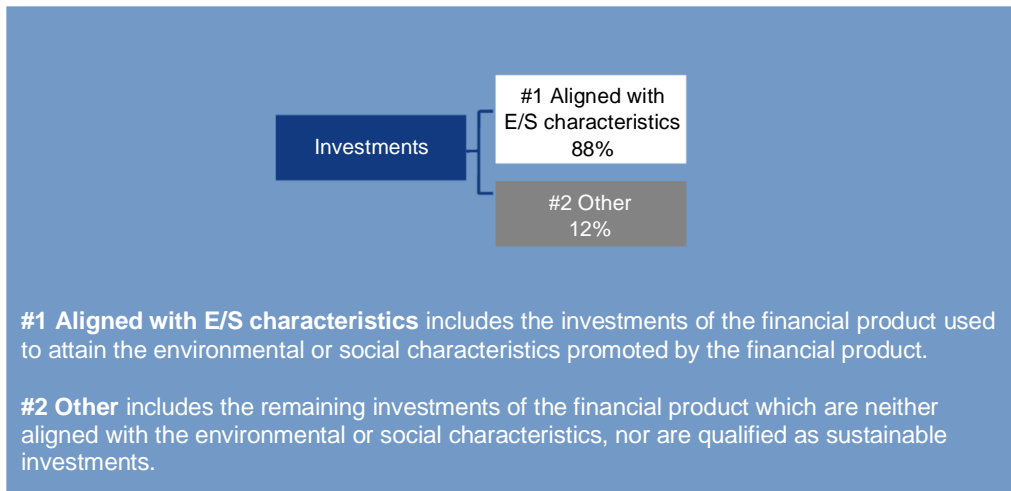 #1 Aligned with
E/S characteristics
88%
Investments
#2 Other
12%
#1 Aligned with E/S characteristics includes the investments of the financial product used
to attain the environmental or social characteristics promoted by the financial product.
#2 Other includes the remaining investments of the financial product which are neither
aligned with the environmental or social characteristics, nor are qualified as sustainable
investments.